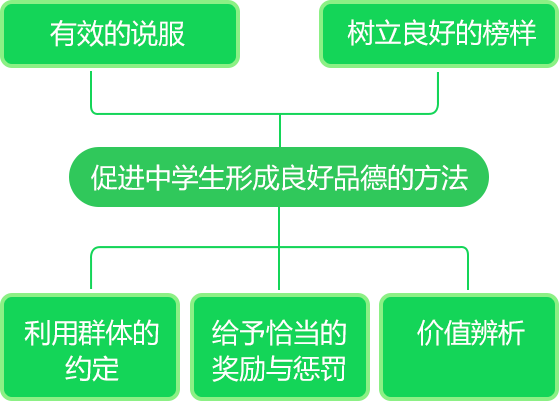 有效的说服
树立良好的榜样
促进中学生形成良好品德的方法
利用群体的
约定
给予恰当的
奖励与惩罚
价值辨析